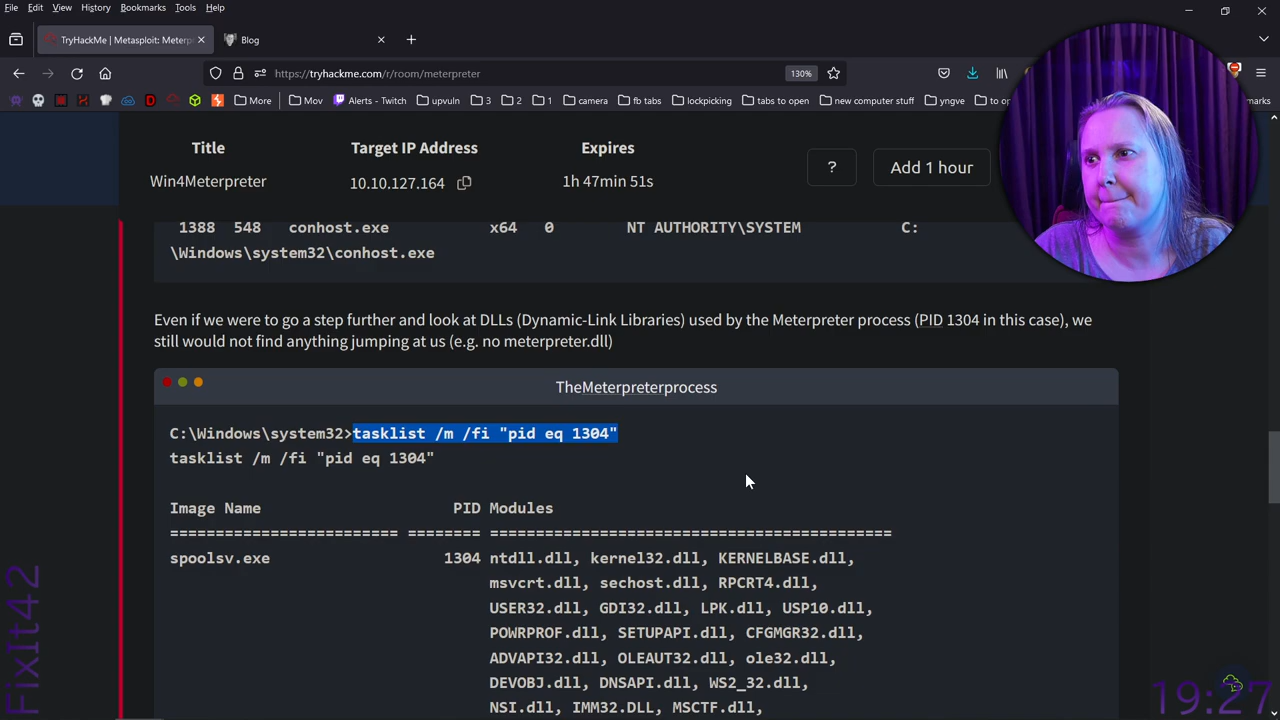 File Edit View History Bookmarks Tools Help
TryHackMe | Metasploit: Meterp
Blog
https://tryhackme.com/r/room/meterpreter 130%
More Mov Alerts - Twitch upvuln 3 2 1 camera fb tabs lockpicking tabs to open new computer stuff yngve to op
Title Target IP Address Expires
Win4Meterpreter 10.10.127.164 1h 47min 51s
? Add 1 hour
1388 548 conhost.exe x64 0 NT AUTHORITY\SYSTEM C:
\Windows\system32\conhost.exe
Even if we were to go a step further and look at DLLs (Dynamic-Link Libraries) used by the Meterpreter process (PID 1304 in this case), we
still would not find anything jumping at us (e.g. no meterpreter.dll)
TheMeterpreterprocess
C:\Windows\system32>tasklist /m /fi "pid eq 1304"
tasklist /m /fi "pid eq 1304"
Image Name PID Modules
========================= ======== ============================================
spoolsv.exe 1304 ntdll.dll, kernel32.dll, KERNELBASE.dll,
msvcrt.dll, sechost.dll, RPCRT4.dll,
USER32.dll, GDI32.dll, LPK.dll, USP10.dll,
POWRPROF.dll, SETUPAPI.dll, CFGMGR32.dll,
ADVAPI32.dll, OLEAUT32.dll, ole32.dll,
DEVOBJ.dll, DNSAPI.dll, WS2_32.dll,
NSI.dll, IMM32.DLL, MSCTF.dll,
FixIt42
19:27